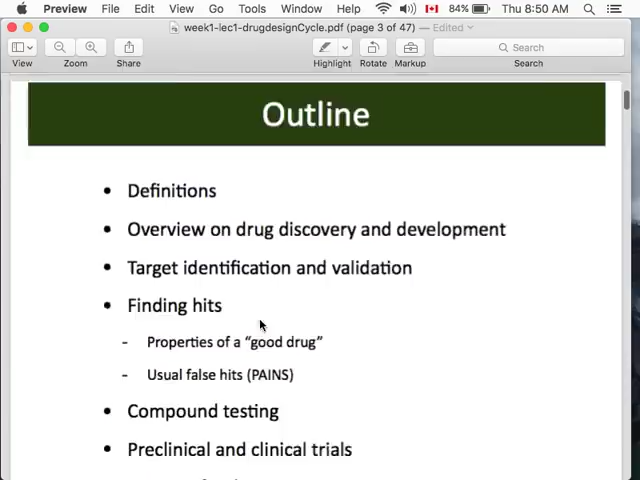 Preview File Edit View Go Tools Window Help 84% Thu 8:50 AM
week1-lec1-drugdesignCycle.pdf (page 3 of 47) — Edited
Search
View Zoom Share Highlight Rotate Markup Search
Outline
• Definitions
• Overview on drug discovery and development
• Target identification and validation
• Finding hits
- Properties of a “good drug”
- Usual false hits (PAINS)
• Compound testing
• Preclinical and clinical trials